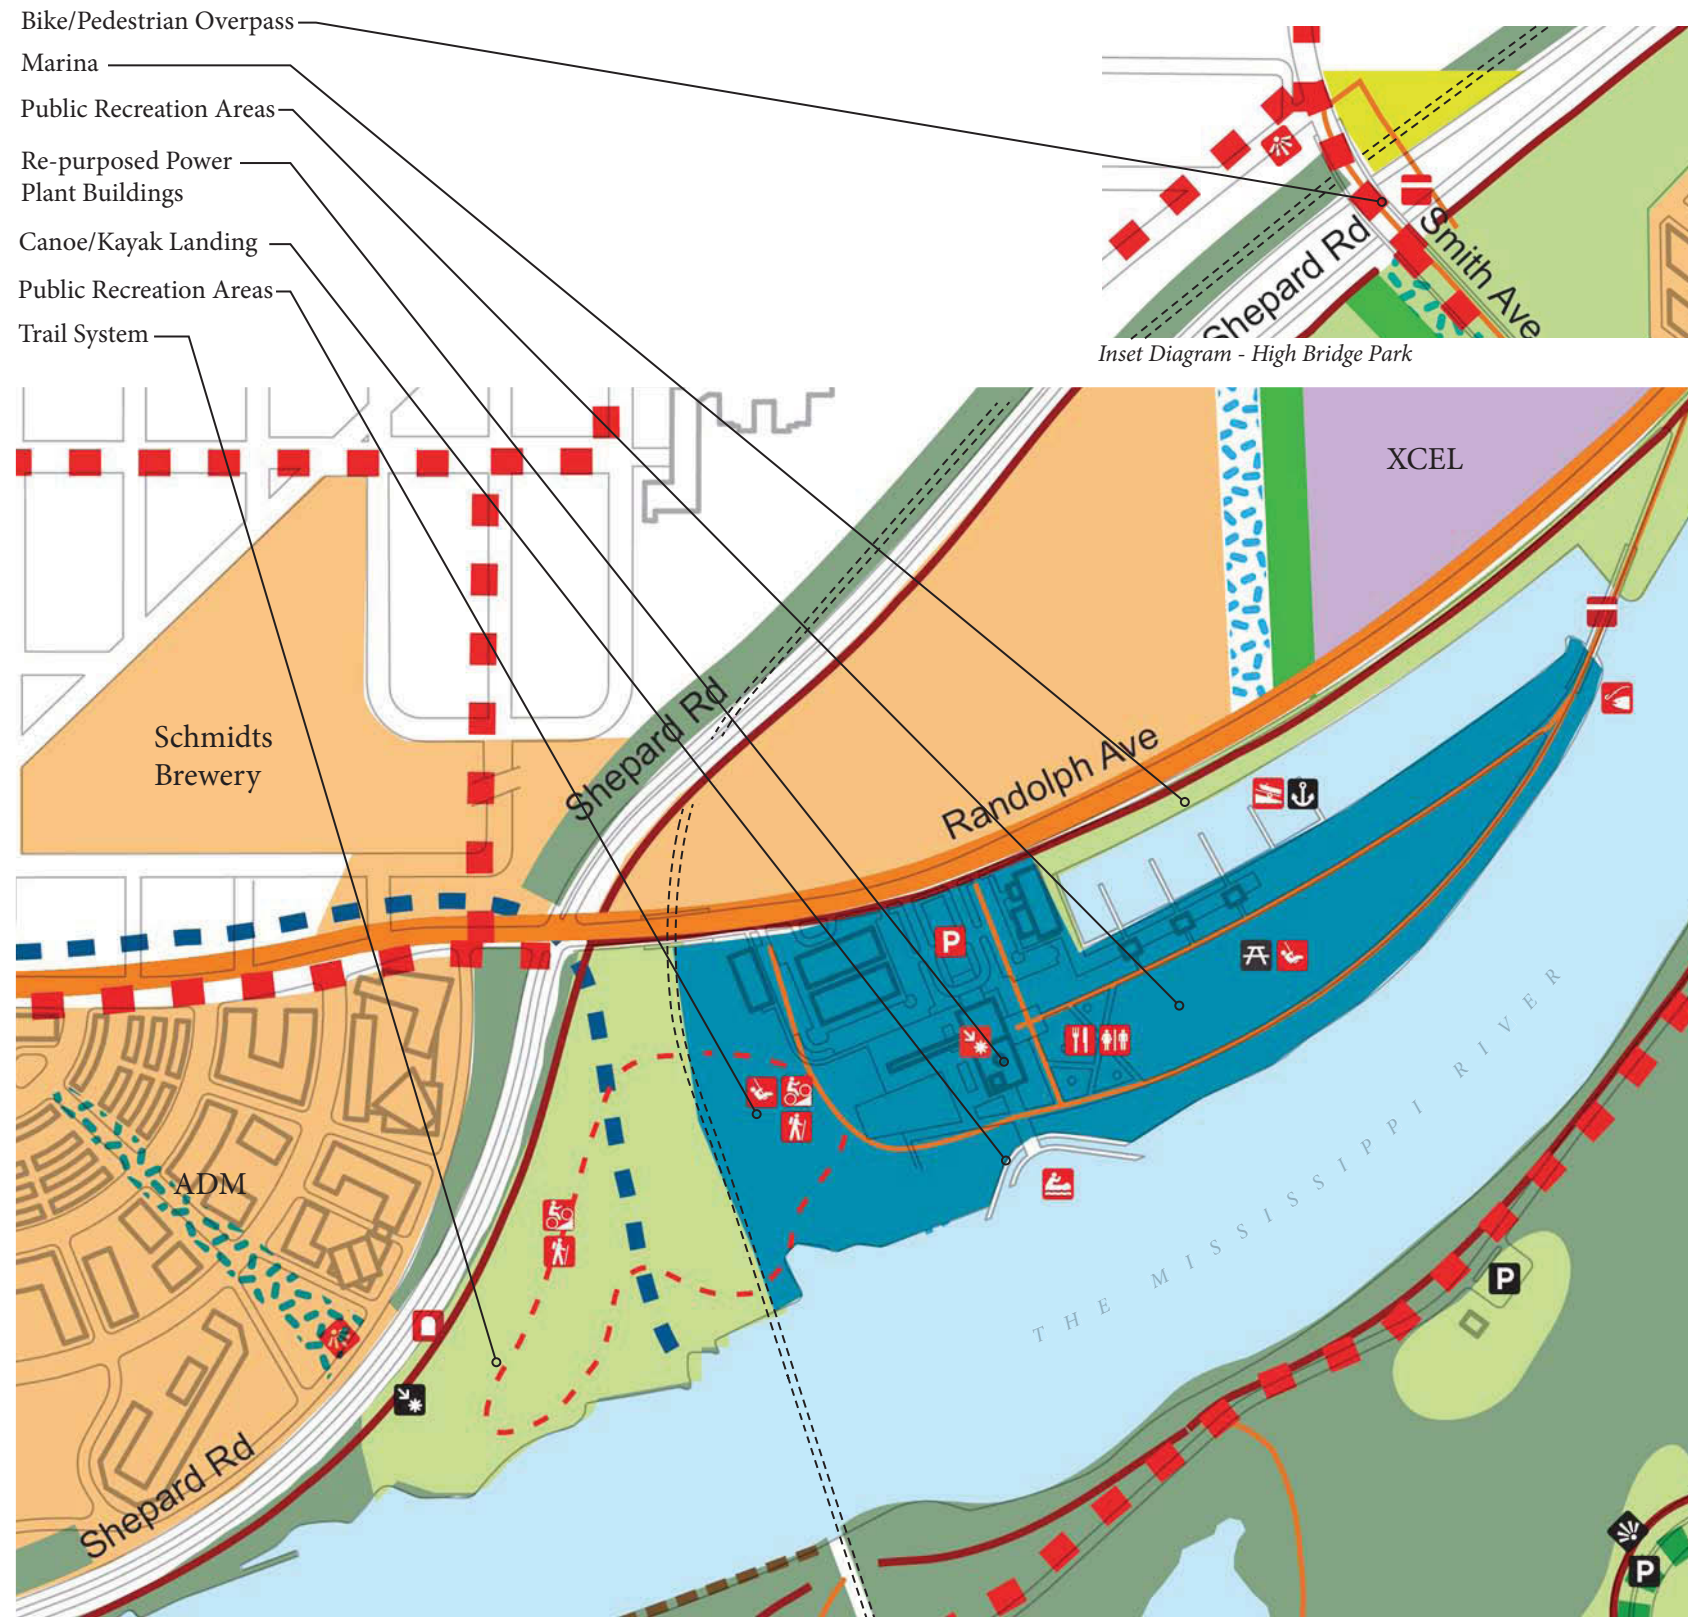 Bike/Pedestrian Overpass
Marina
Public Recreation Areas
Re-purposed Power
Plant Buildings
Canoe/Kayak Landing
Public Recreation Areas
Trail System
Shepard Rd
Smith Ave
Inset Diagram - High Bridge Park
XCEL
Schmidts
Brewery
Shepard Rd
Randolph Ave
P
ADM
THE MISSISSIPPI RIVER
P
Shepard Rd
P